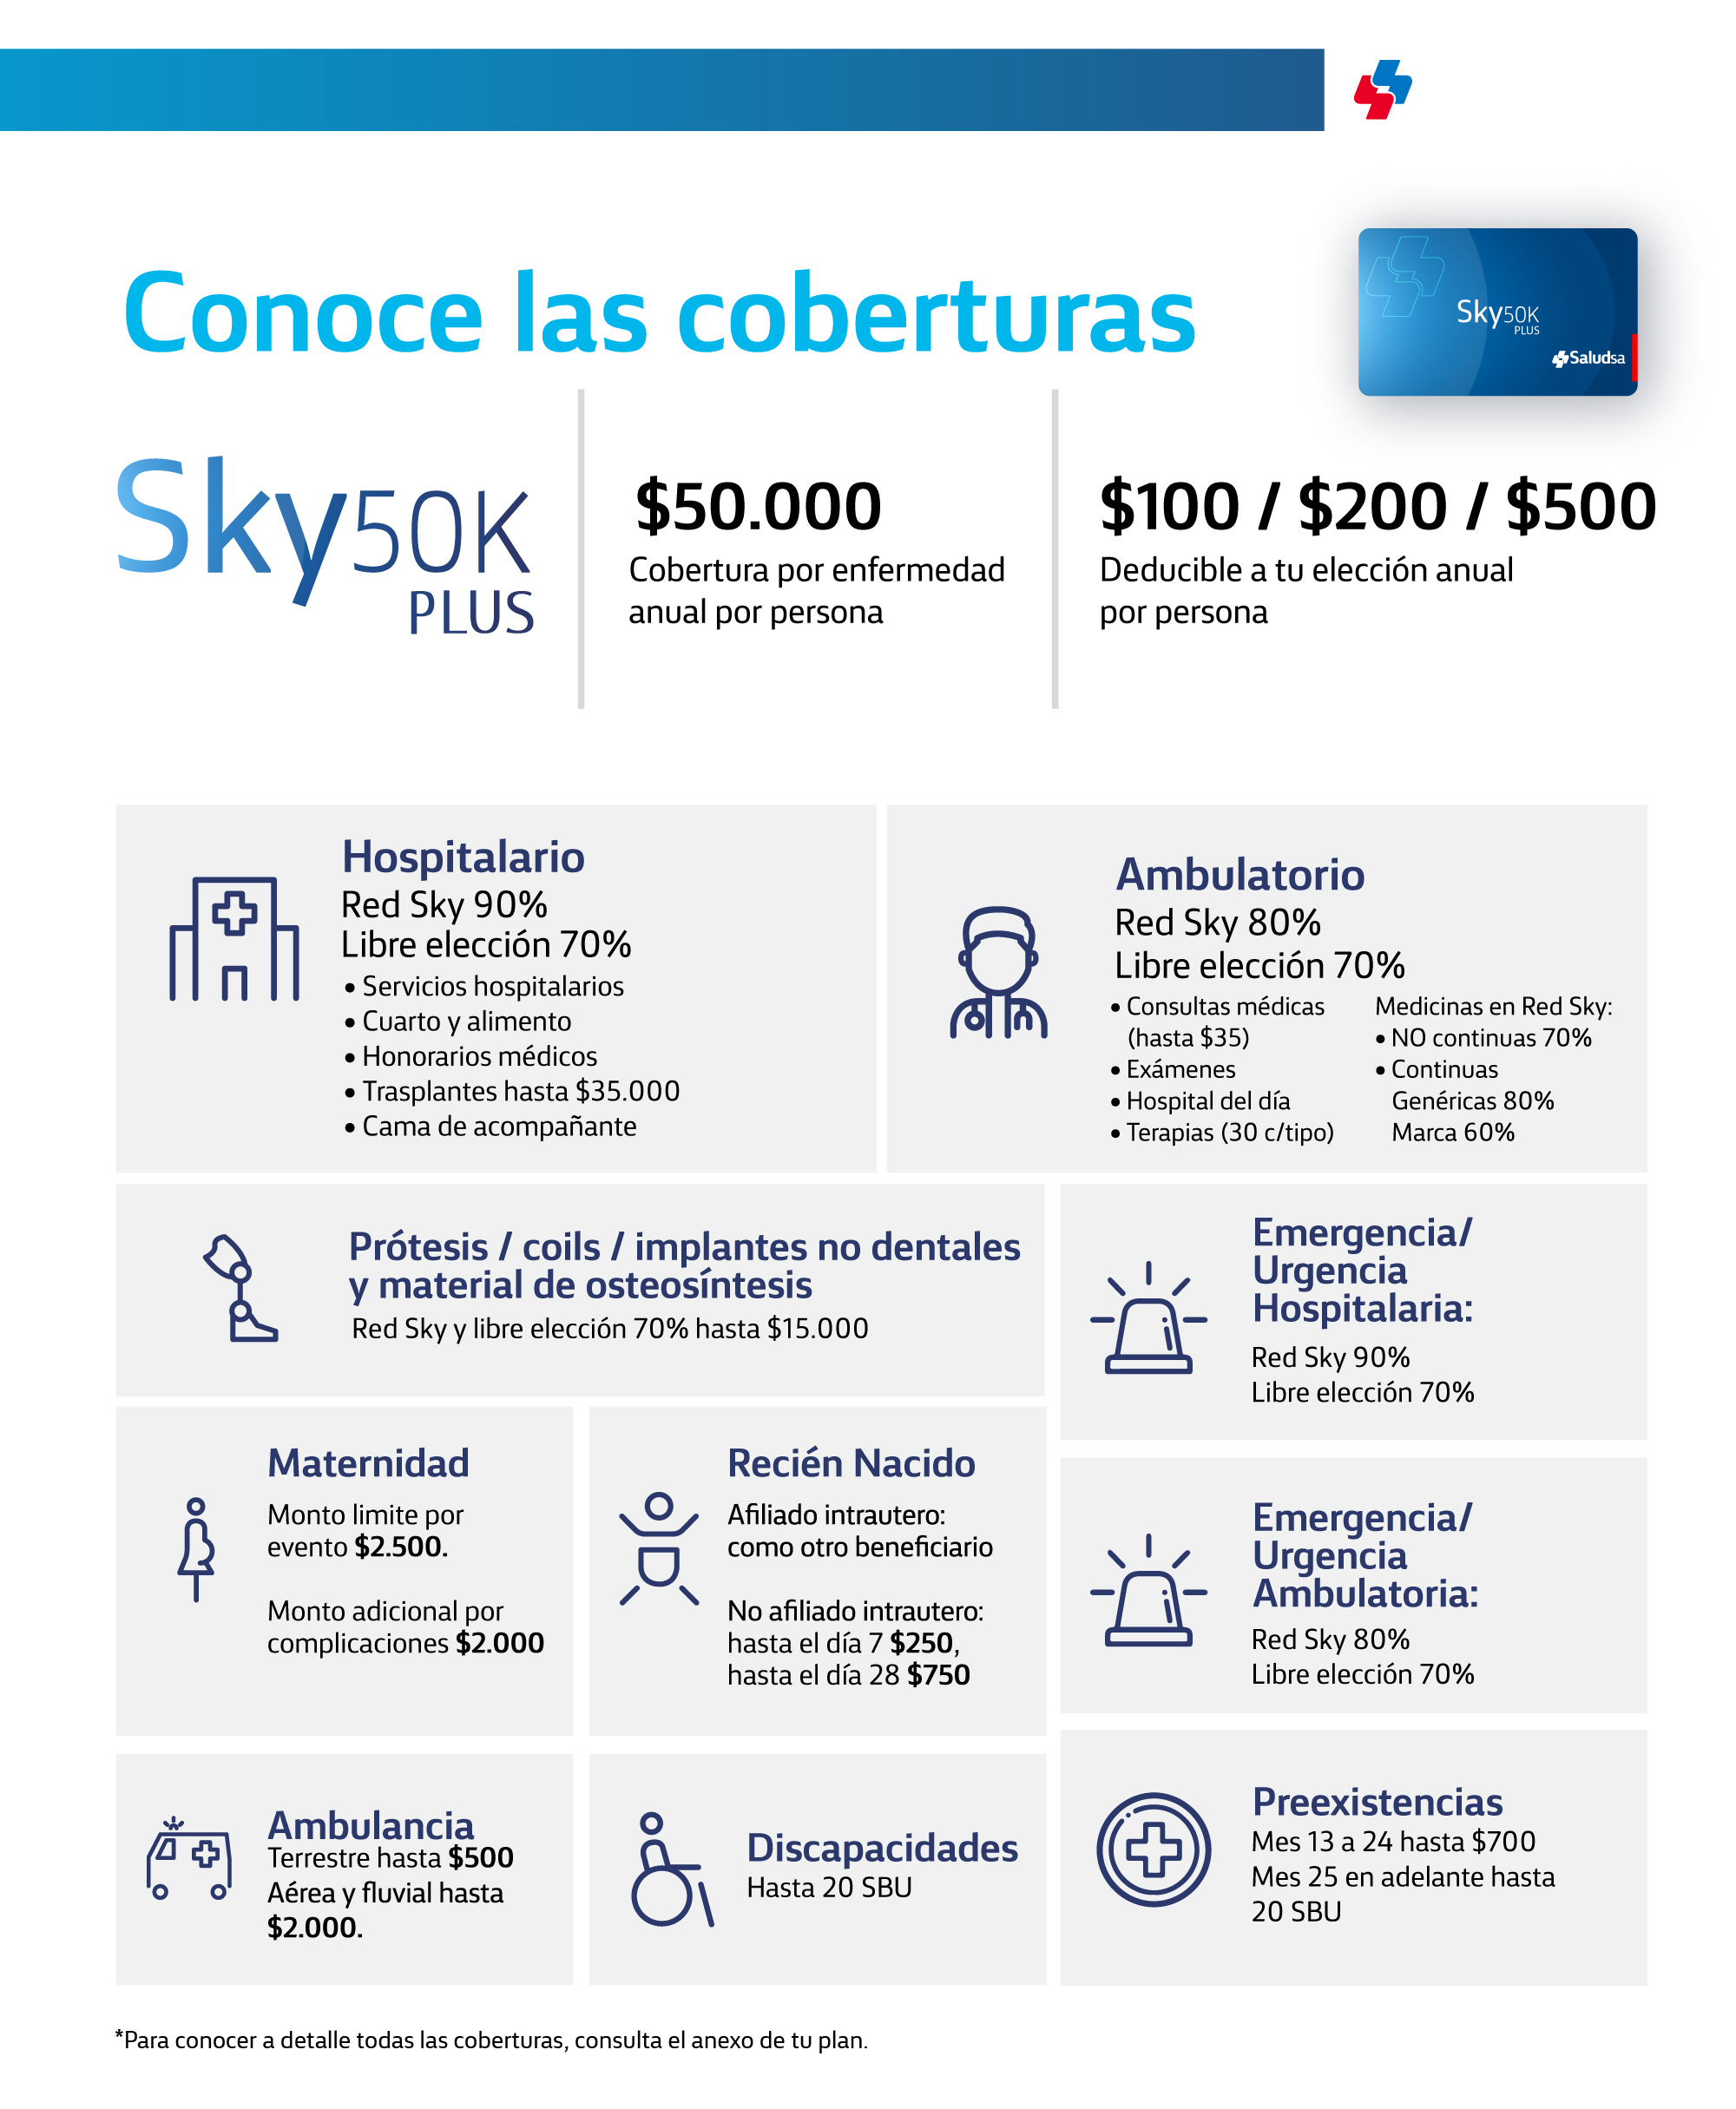 Conoce las coberturas
Sky50K
PLUS
Saludsa
Sky50K
PLUS
$50.000
Cobertura por enfermedad
anual por persona
$100 / $200 / $500
Deducible a tu elección anual
por persona
Hospitalario
Red Sky 90%
Libre elección 70%
• Servicios hospitalarios
• Cuarto y alimento
• Honorarios médicos
• Trasplantes hasta $35.000
• Cama de acompañante
Ambulatorio
Red Sky 80%
Libre elección 70%
• Consultas médicas
(hasta $35)
• Exámenes
• Hospital del día
• Terapias (30 c/tipo)
Medicinas en Red Sky:
• NO continuas 70%
• Continuas
Genéricas 80%
Marca 60%
Prótesis / coils / implantes no dentales
y material de osteosíntesis
Red Sky y libre elección 70% hasta $15.000
Emergencia/
Urgencia
Hospitalaria:
Red Sky 90%
Libre elección 70%
Maternidad
Monto limite por
evento $2.500.
Monto adicional por
complicaciones $2.000
Recién Nacido
Afiliado intrautero:
como otro beneficiario
No afiliado intrautero:
hasta el día 7 $250,
hasta el día 28 $750
Emergencia/
Urgencia
Ambulatoria:
Red Sky 80%
Libre elección 70%
Ambulancia
Terrestre hasta $500
Aérea y fluvial hasta
$2.000.
Discapacidades
Hasta 20 SBU
Preexistencias
Mes 13 a 24 hasta $700
Mes 25 en adelante hasta
20 SBU
*Para conocer a detalle todas las coberturas, consulta el anexo de tu plan.